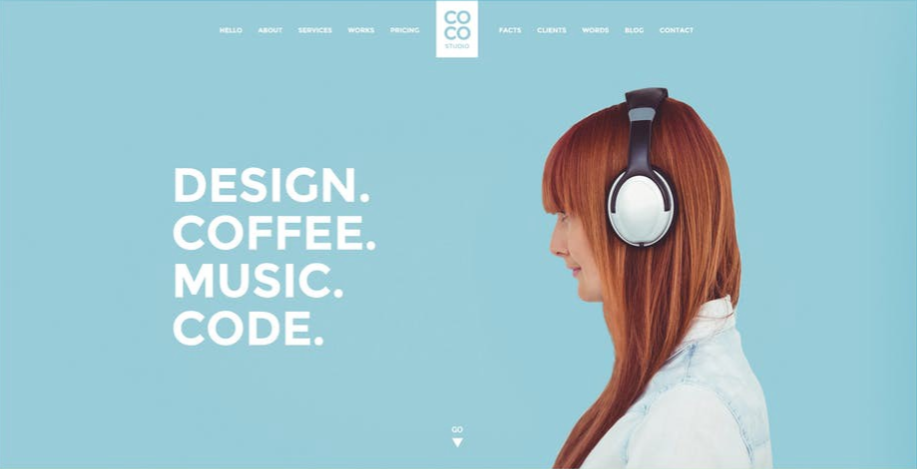 HELLO ABOUT SERVICES WORKS PRICING
CO
CO
studio
FACTS CLIENTS WORDS BLOG CONTACT
DESIGN.
COFFEE.
MUSIC.
CODE.
GO